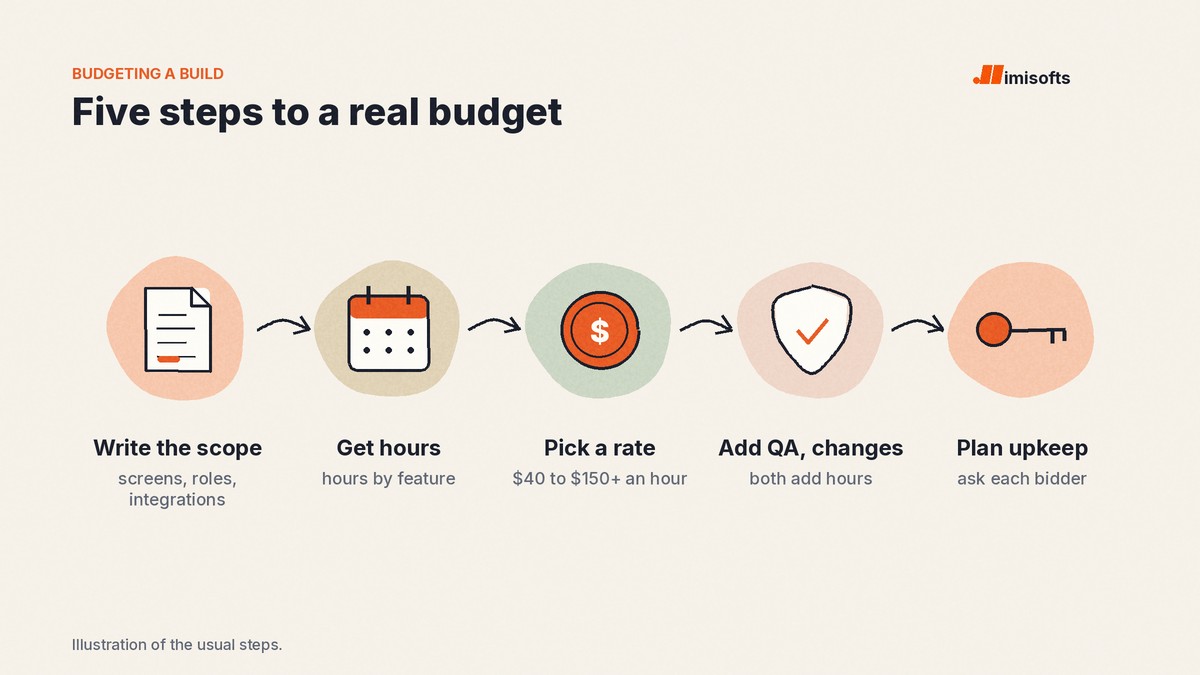 BUDGETING A BUILD
imisofts
Five steps to a real budget
$
Write the scope
screens, roles,
integrations
Get hours
hours by feature
Pick a rate
$40 to $150+ an hour
Add QA, changes
both add hours
Plan upkeep
ask each bidder
Illustration of the usual steps.